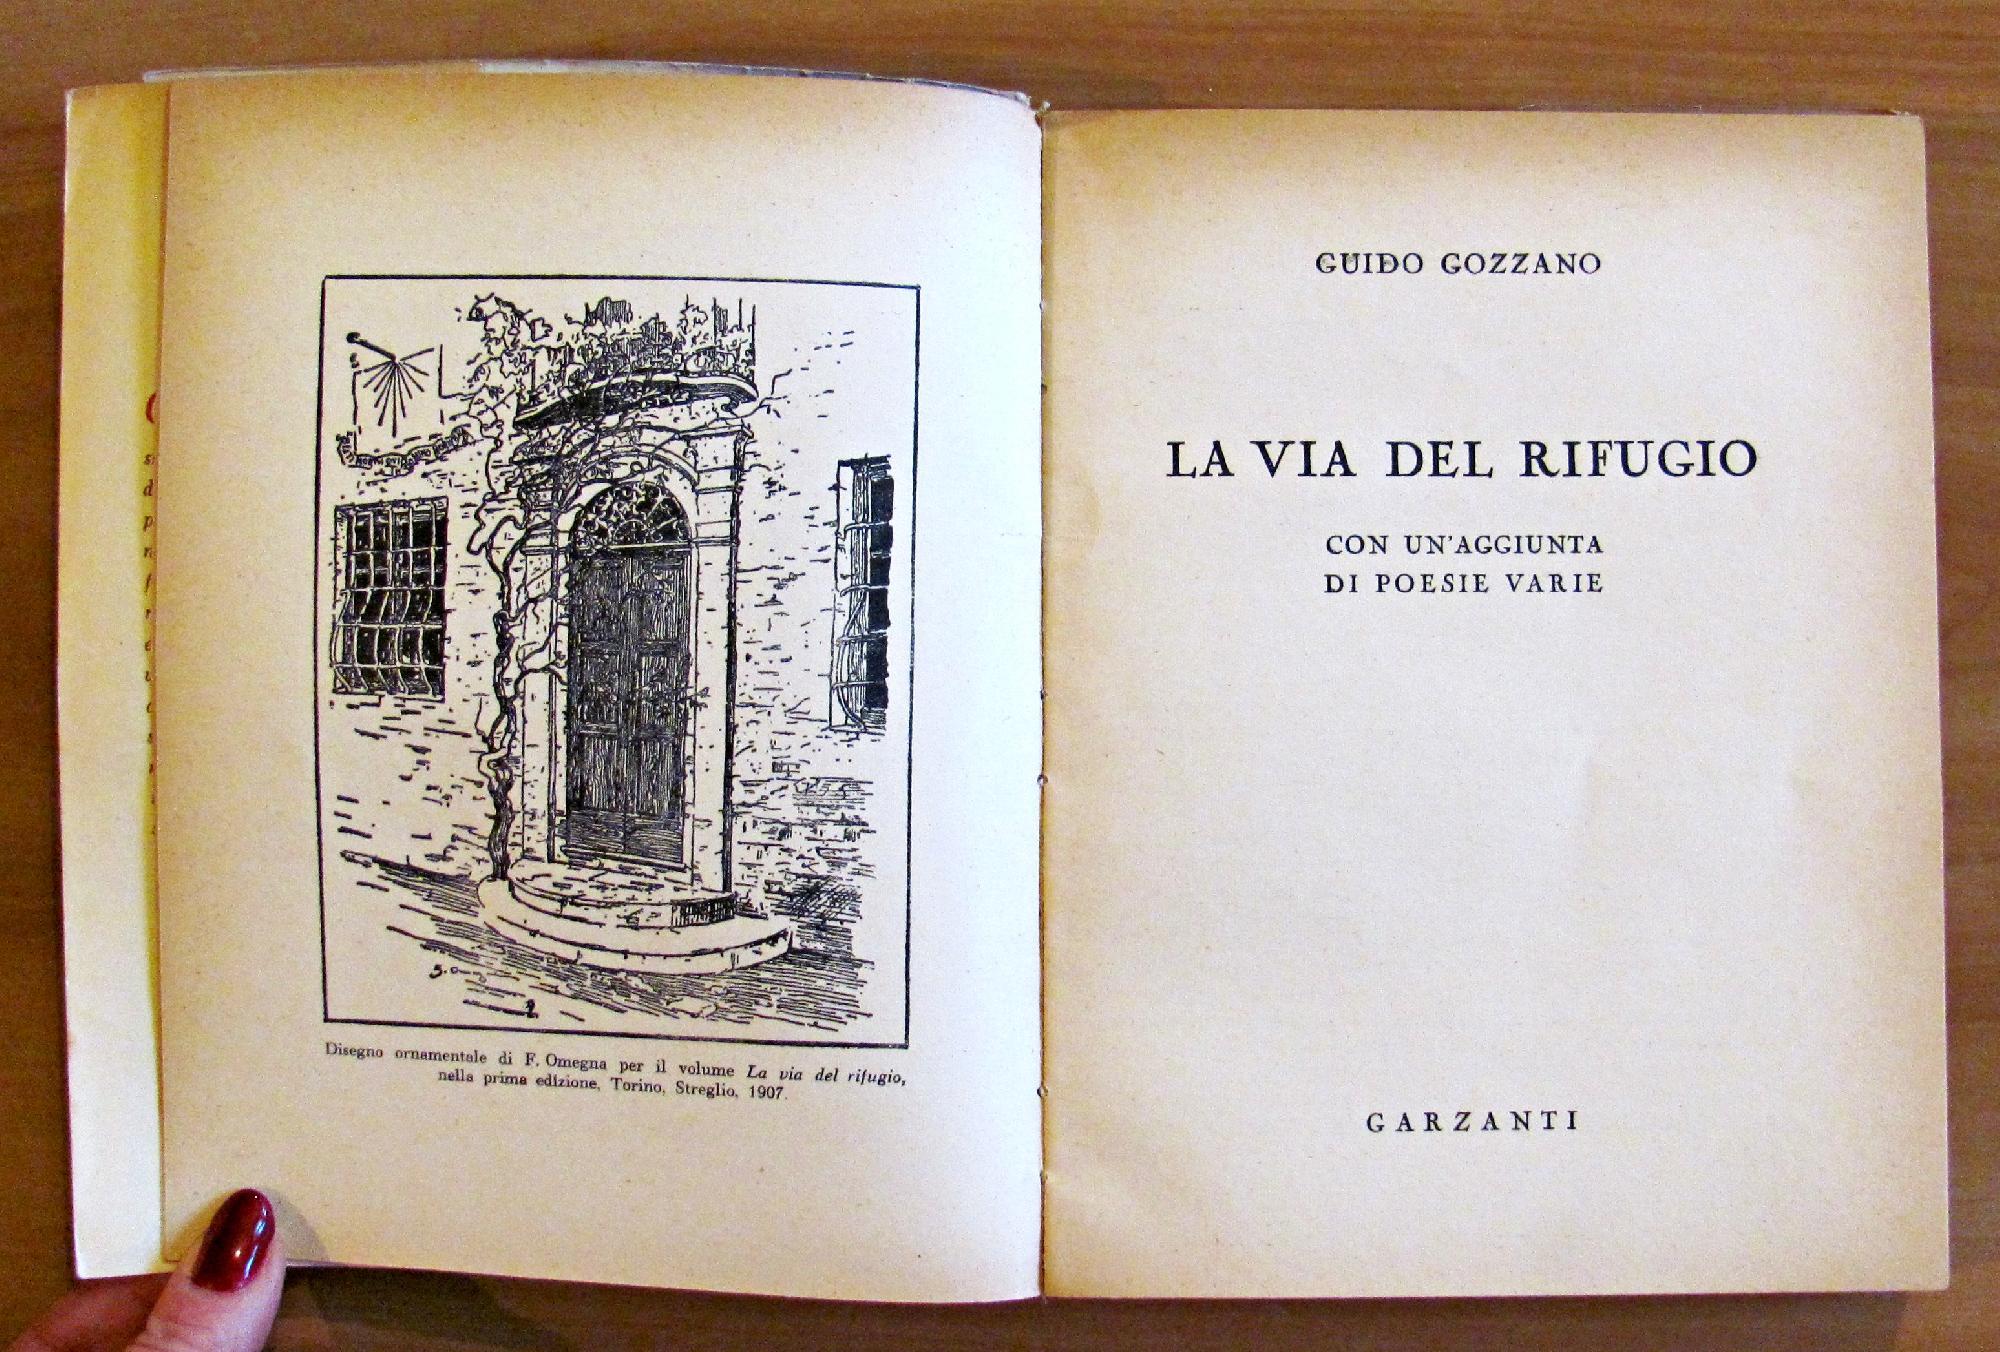 Disegno ornamentale di F. Omegna per il volume La via del rifugio,
nella prima edizione, Torino, Streglio, 1907.
GUIDO GOZZANO
LA VIA DEL RIFUGIO
CON UN'AGGIUNTA
DI POESIE VARIE
GARZANTI